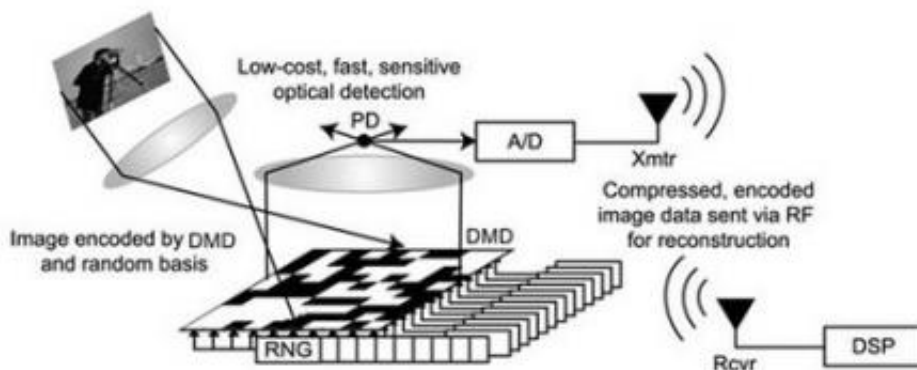 Low-cost, fast, sensitive
optical detection
PD
A/D
Xmtr
Compressed, encoded
image data sent via RF
for reconstruction
Image encoded by DMD
and random basis
DMD
RNG
Rcvr
DSP